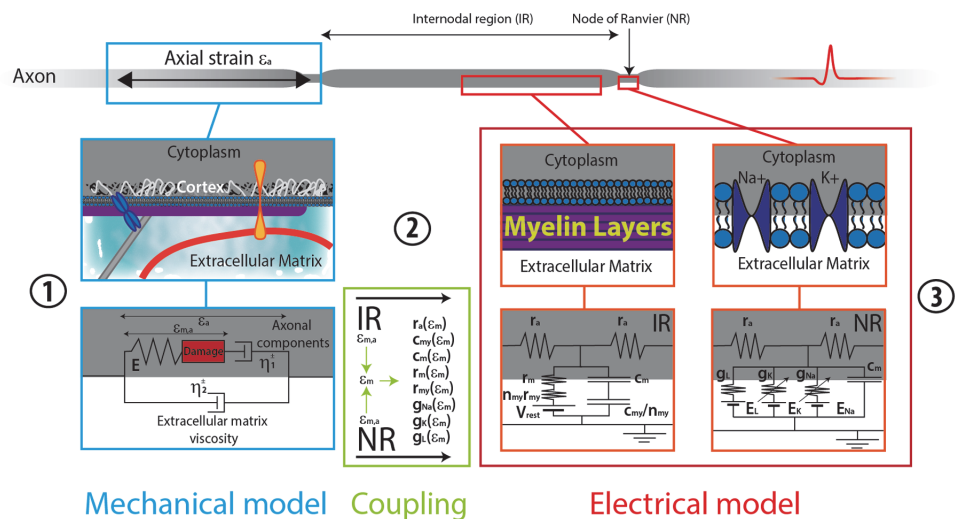 Internodal region (IR)
Node of Ranvier (NR)
Axon
Axial strain εa
Cytoplasm
Cortex
Extracellular Matrix
1
εa
εm,a
Axonal
components
E
Damage
η1±
η2±
Extracellular matrix
viscosity
Mechanical model
2
IR
εm,a
εm
εm,a
NR
ra(εm)
cmy(εm)
cm(εm)
rm(εm)
rmy(εm)
gNa(εm)
gK(εm)
gL(εm)
Coupling
Cytoplasm
Myelin Layers
Extracellular Matrix
Cytoplasm
Na+
K+
Extracellular Matrix
3
IR
ra
ra
rm
nmyrmy
Vrest
cm
cmy/nmy
NR
ra
ra
gL
gK
gNa
cm
EL
EK
ENa
Electrical model